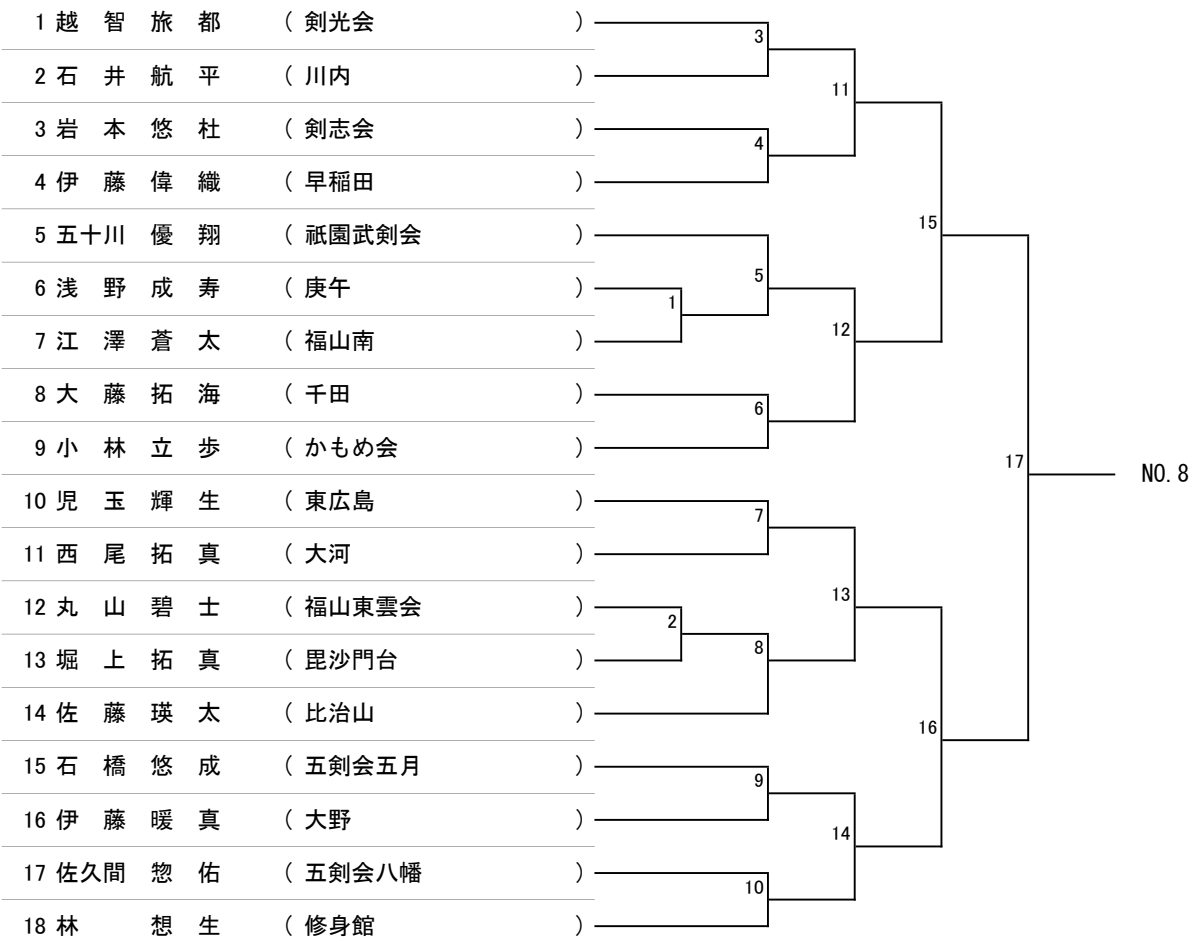 1 越 智 旅 都 ( 剣光会 )
2 石 井 航 平 ( 川内 )
3 岩 本 悠 杜 ( 剣志会 )
4 伊 藤 偉 織 ( 早稲田 )
5 五十川 優 翔 ( 祇園武剣会 )
6 浅 野 成 寿 ( 庚午 )
7 江 澤 蒼 太 ( 福山南 )
8 大 藤 拓 海 ( 千田 )
9 小 林 立 歩 ( かもめ会 )
10 児 玉 輝 生 ( 東広島 )
11 西 尾 拓 真 ( 大河 )
12 丸 山 碧 士 ( 福山東雲会 )
13 堀 上 拓 真 ( 毘沙門台 )
14 佐 藤 瑛 太 ( 比治山 )
15 石 橋 悠 成 ( 五剣会五月 )
16 伊 藤 暖 真 ( 大野 )
17 佐久間 惣 佑 ( 五剣会八幡 )
18 林 想 生 ( 修身館 )
1
2
3
4
5
6
7
8
9
10
11
12
13
14
15
16
17
NO.8